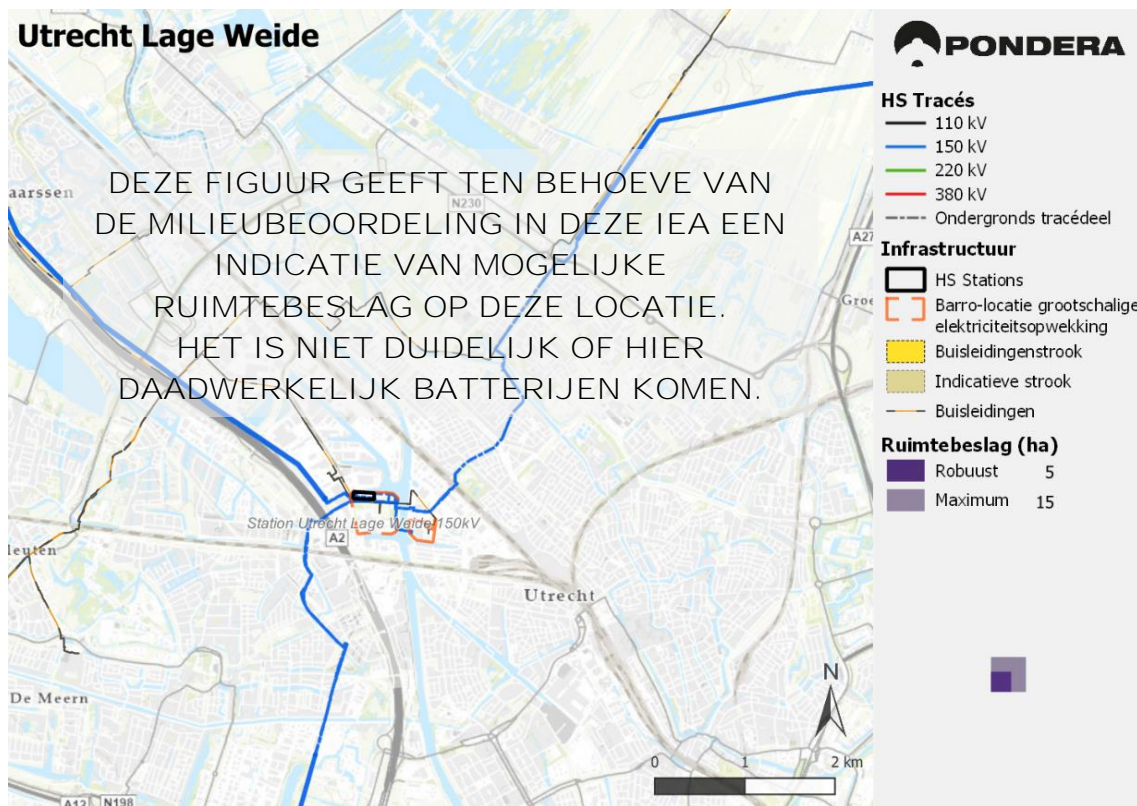 Utrecht Lage Weide
aarssen
N230
A27
Groe
DEZE FIGUUR GEEFT TEN BEHOEVE VAN
DE MILIEUBEOORDELING IN DEZE IEA EEN
INDICATIE VAN MOGELIJKE
RUIMTEBESLAG OP DEZE LOCATIE.
HET IS NIET DUIDELIJK OF HIER
DAADWERKELIJK BATTERIJEN KOMEN.
Station Utrecht Lage Weide 150kV
A2
leuten
Utrecht
De Meern
N
0 1 2 km
A12 N198
PONDERA
HS Tracés
110 kV
150 kV
220 kV
380 kV
Ondergronds tracédeel
Infrastructuur
HS Stations
Barro-locatie grootschalige
elektriciteitsopwekking
Buisleidingenstrook
Indicatieve strook
Buisleidingen
Ruimtebeslag (ha)
Robuust 5
Maximum 15